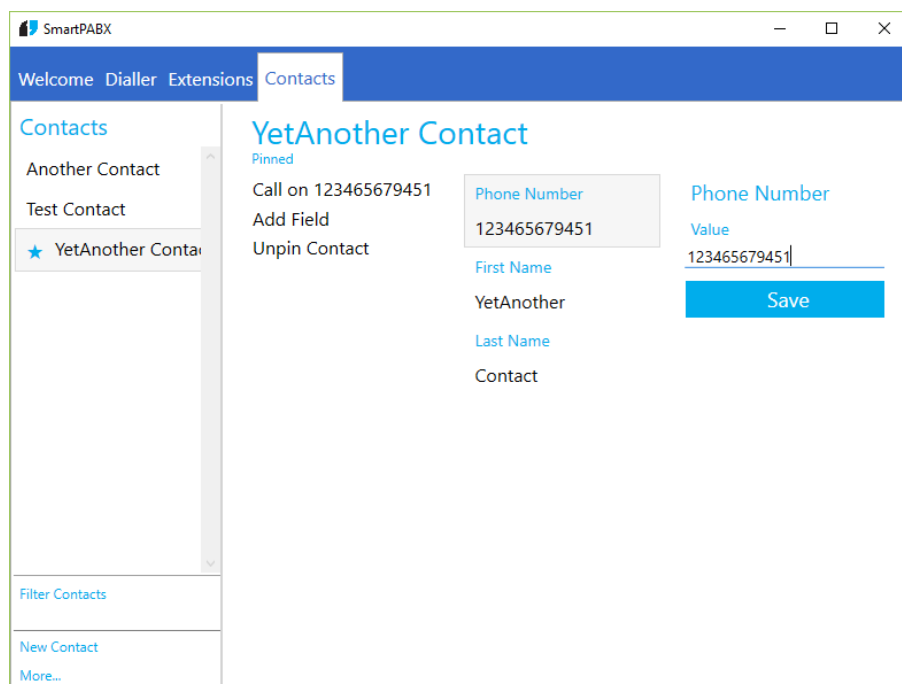 SmartPABX
Welcome Dialler Extensions Contacts
Contacts
Another Contact
Test Contact
YetAnother Conta
Filter Contacts
New Contact
More...
YetAnother Contact
Pinned
Call on 123465679451
Add Field
Unpin Contact
Phone Number
123465679451
First Name
YetAnother
Last Name
Contact
Phone Number
Value
123465679451
Save